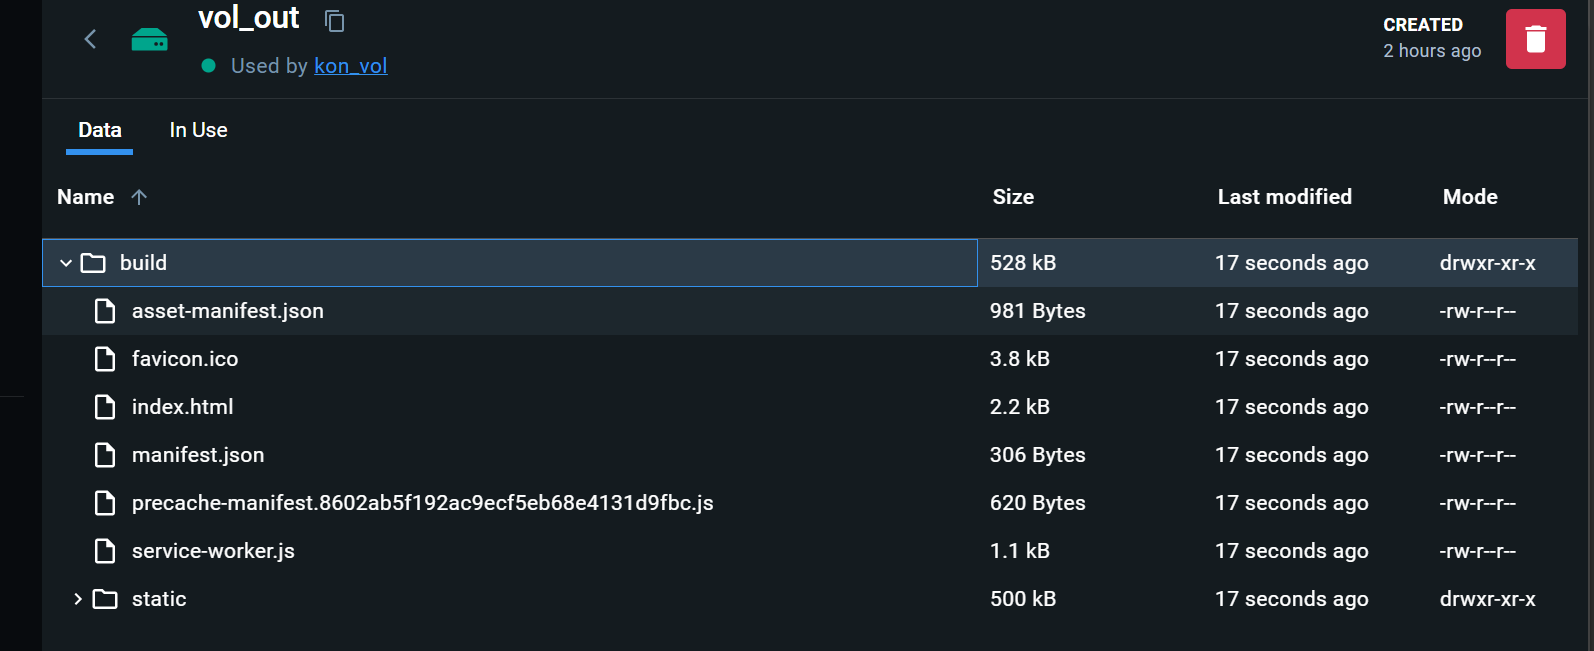 vol_out
CREATED
2 hours ago
Used by kon_vol
Data In Use
Name Size Last modified Mode
build 528 kB 17 seconds ago drwxr-xr-x
asset-manifest.json 981 Bytes 17 seconds ago -rw-r--r--
favicon.ico 3.8 kB 17 seconds ago -rw-r--r--
index.html 2.2 kB 17 seconds ago -rw-r--r--
manifest.json 306 Bytes 17 seconds ago -rw-r--r--
precache-manifest.8602ab5f192ac9ecf5eb68e4131d9fbc.js 620 Bytes 17 seconds ago -rw-r--r--
service-worker.js 1.1 kB 17 seconds ago -rw-r--r--
static 500 kB 17 seconds ago drwxr-xr-x